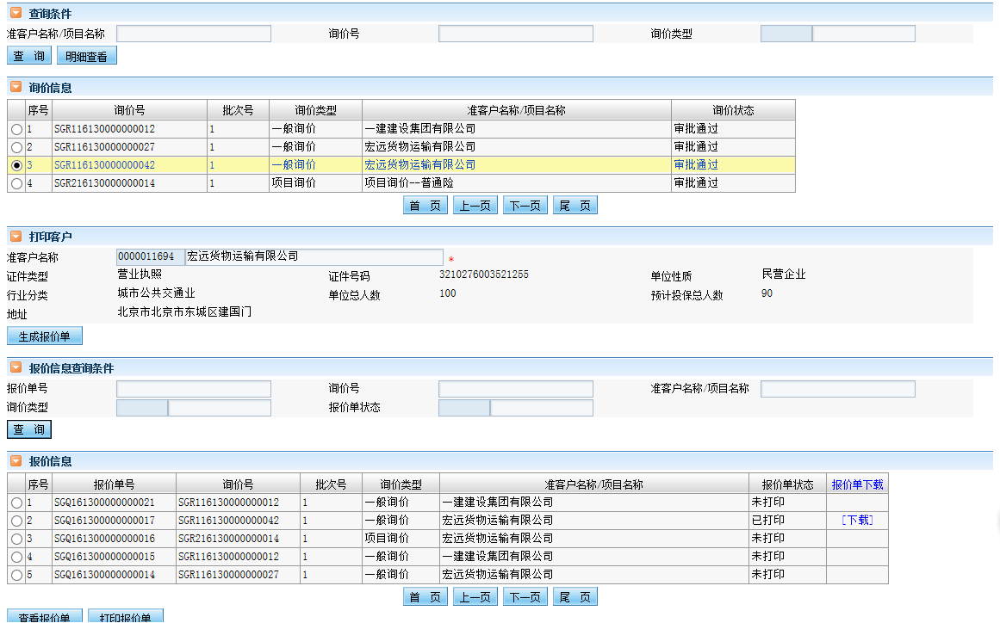 查询条件
准客户名称/项目名称 询价号 询价类型
查 询 明细查看
询价信息
序号 询价号 批次号 询价类型 准客户名称/项目名称 询价状态
1 SGR116130000000012 1 一般询价 一建建设集团有限公司 审批通过
2 SGR116130000000027 1 一般询价 宏远货物运输有限公司 审批通过
3 SGR116130000000042 1 一般询价 宏远货物运输有限公司 审批通过
4 SGR216130000000014 1 项目询价 项目询价--普通险 审批通过
首 页 上一页 下一页 尾 页
打印客户
准客户名称 0000011694 宏远货物运输有限公司 *
证件类型 营业执照 证件号码 3210276003521255 单位性质 民营企业
行业分类 城市公共交通业 单位总人数 100 预计投保总人数 90
地址 北京市北京市东城区建国门
生成报价单
报价信息查询条件
报价单号 询价号 准客户名称/项目名称
询价类型 报价单状态
查 询
报价信息
序号 报价单号 询价号 批次号 询价类型 准客户名称/项目名称 报价单状态 报价单下载
1 SGQ161300000000021 SGR116130000000012 1 一般询价 一建建设集团有限公司 未打印
2 SGQ161300000000017 SGR116130000000042 1 一般询价 宏远货物运输有限公司 已打印 [下载]
3 SGQ161300000000016 SGR216130000000014 1 项目询价 宏远货物运输有限公司 未打印
4 SGQ161300000000015 SGR116130000000012 1 一般询价 一建建设集团有限公司 未打印
5 SGQ161300000000014 SGR116130000000027 1 一般询价 宏远货物运输有限公司 未打印
首 页 上一页 下一页 尾 页
查看报价单 打印报价单